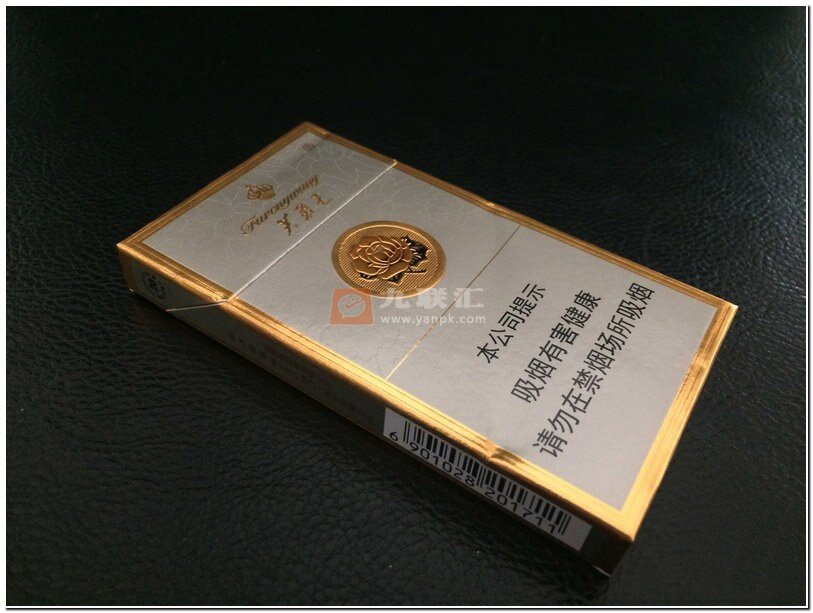 Furongwang
芙蓉王
九联汇
www.yanpk.com
本公司提示
吸烟有害健康
请勿在禁烟场所吸烟
6 901028 201711